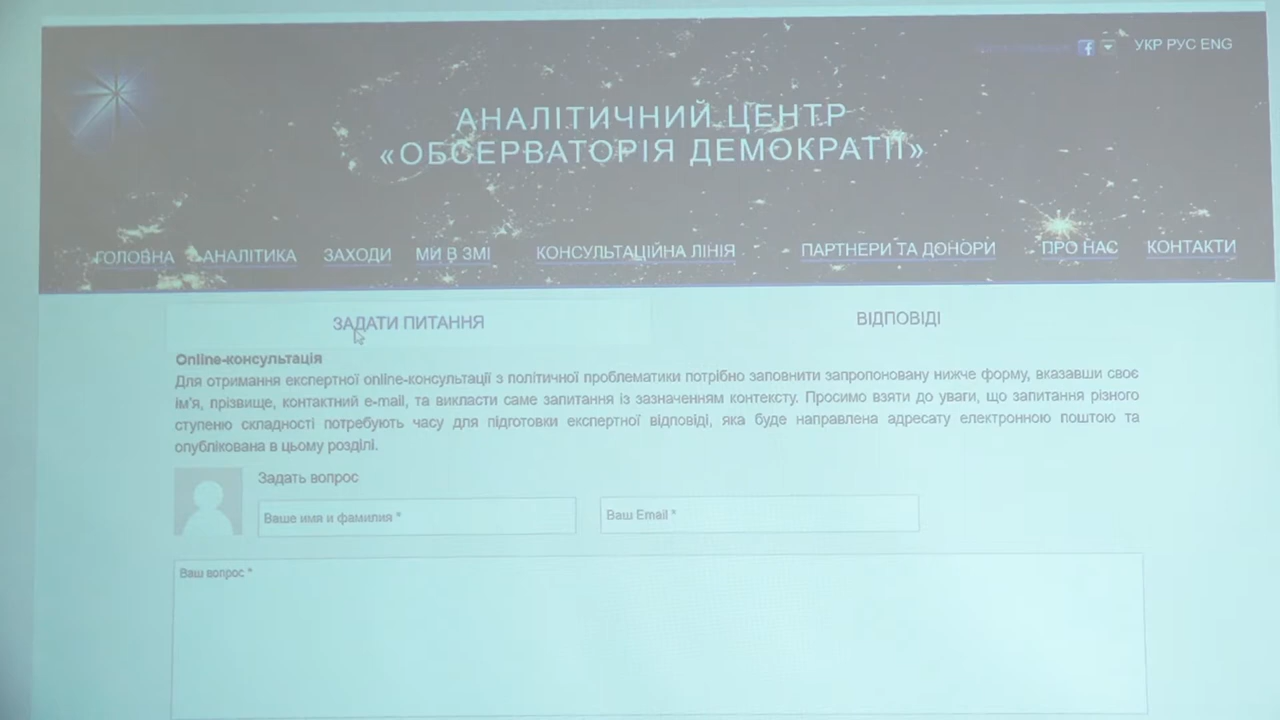 УКР РУС ENG
АНАЛІТИЧНИЙ ЦЕНТР
«ОБСЕРВАТОРІЯ ДЕМОКРАТІЇ»
ГОЛОВНА АНАЛІТИКА ЗАХОДИ МИ В ЗМІ КОНСУЛЬТАЦІЙНА ЛІНІЯ ПАРТНЕРИ ТА ДОНОРИ ПРО НАС КОНТАКТИ
ЗАДАТИ ПИТАННЯ ВІДПОВІДІ
Online-консультація
Для отримання експертної online-консультації з політичної проблематики потрібно заповнити запропоновану нижче форму, вказавши своє
ім'я, прізвище, контактний e-mail, та викласти саме запитання із зазначенням контексту. Просимо взяти до уваги, що запитання різного
ступеню складності потребують часу для підготовки експертної відповіді, яка буде направлена адресату електронною поштою та
опублікована в цьому розділі.
Задать вопрос
Ваше имя и фамилия * Ваш Email *
Ваш вопрос *